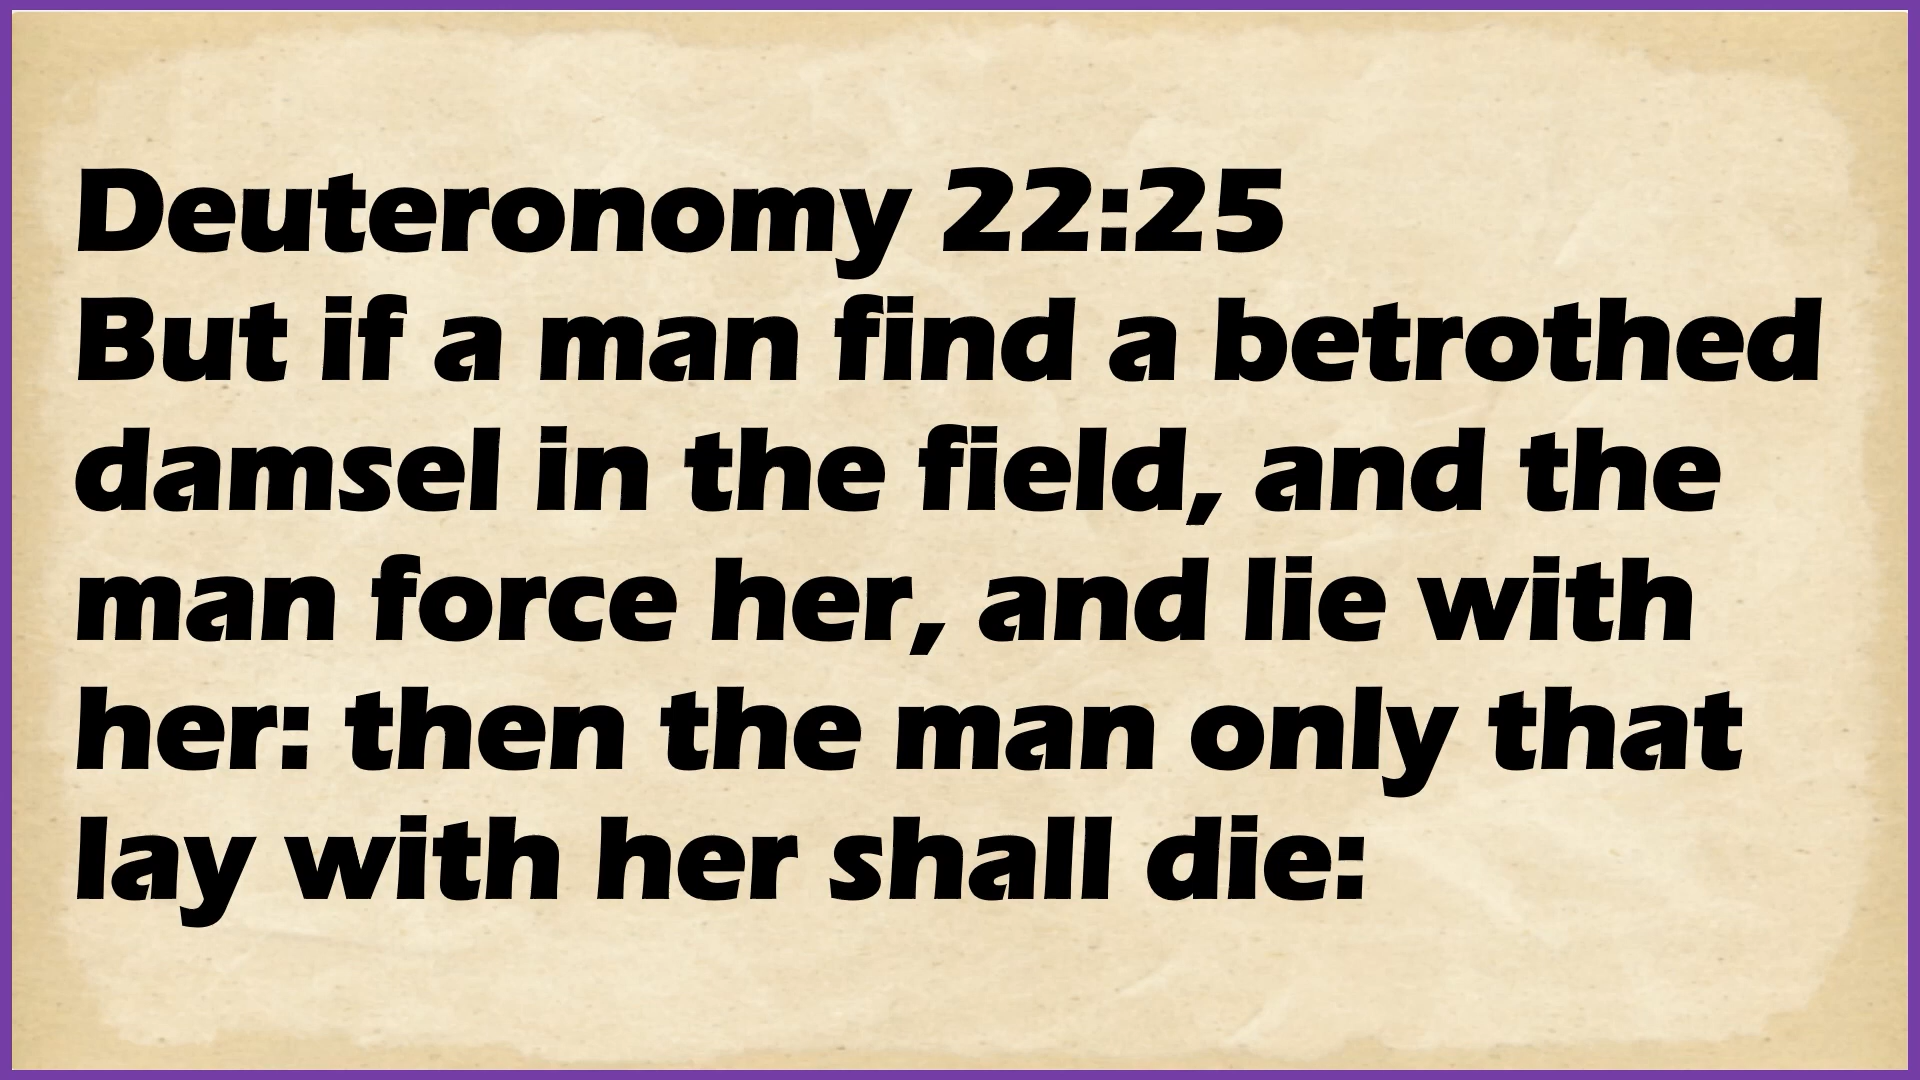 Deuteronomy 22:25
But if a man find a betrothed
damsel in the field, and the
man force her, and lie with
her: then the man only that
lay with her shall die: